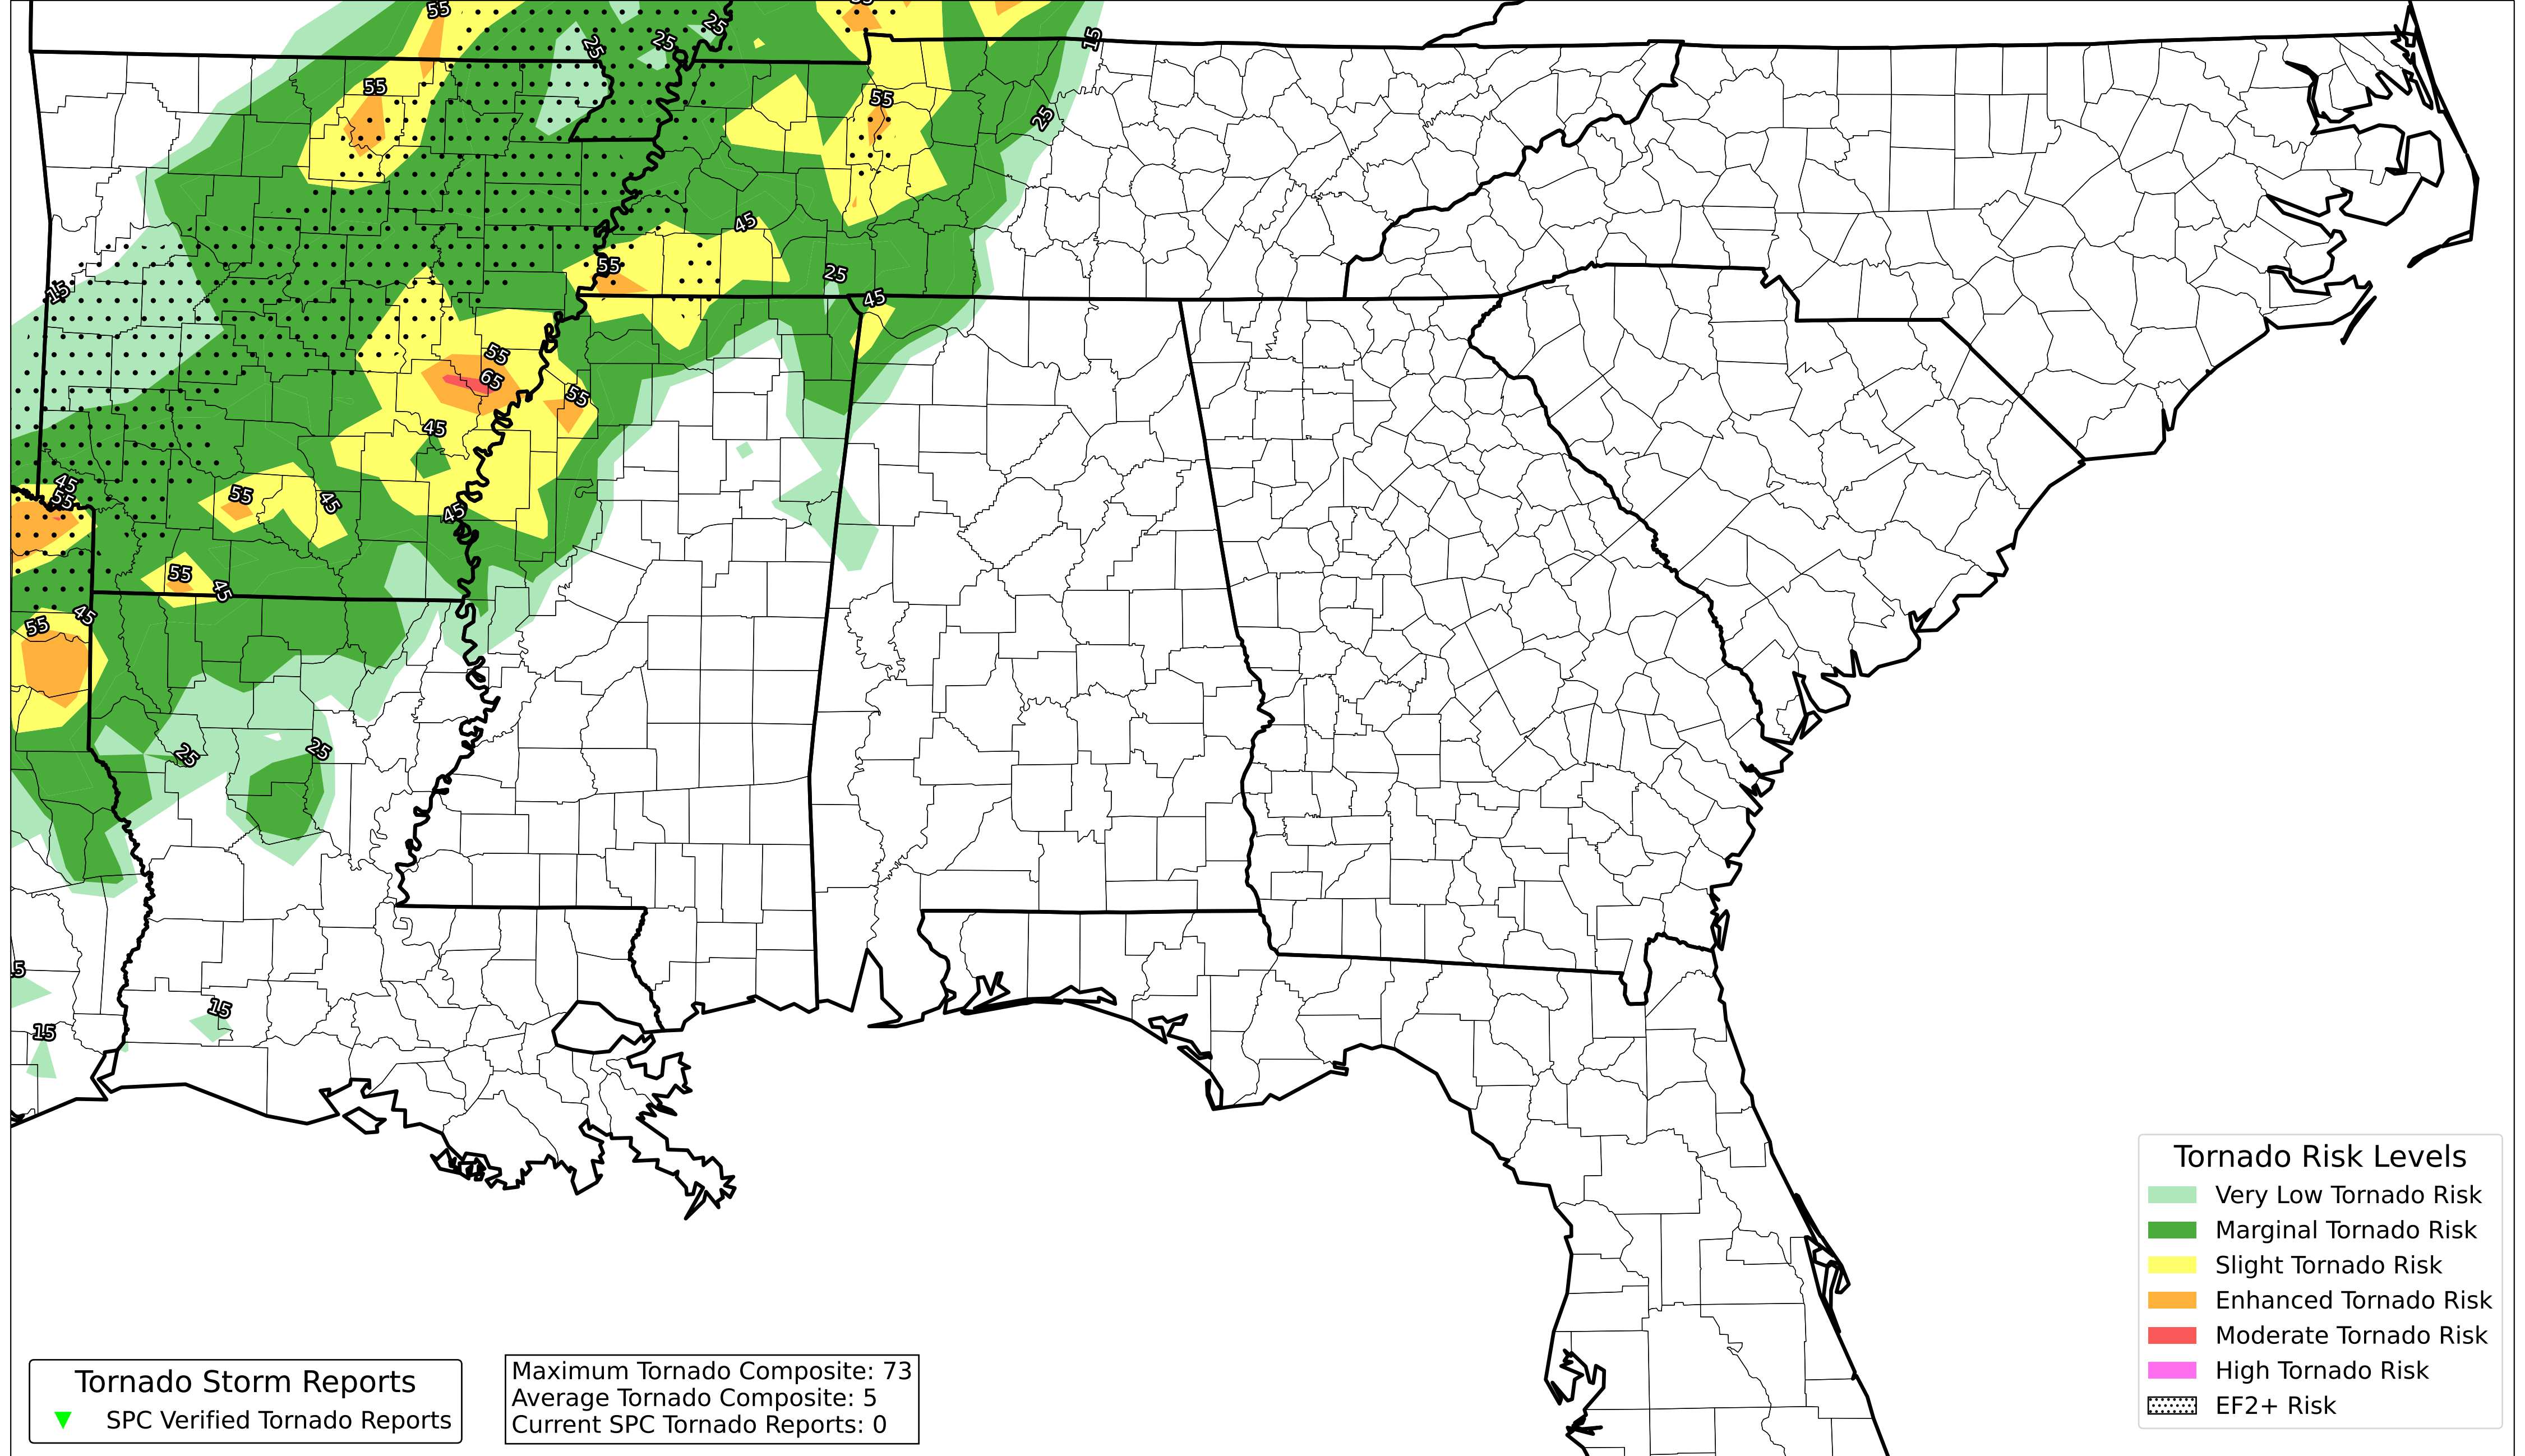 55
25
25
25
55
15
55
55
25
45
55
25
15
45
55
65
55
45
45
55
55
45
45
55
45
45
55
25
25
5
15
15
Tornado Risk Levels
Very Low Tornado Risk
Marginal Tornado Risk
Slight Tornado Risk
Enhanced Tornado Risk
Moderate Tornado Risk
High Tornado Risk
EF2+ Risk
Tornado Storm Reports
SPC Verified Tornado Reports
Maximum Tornado Composite: 73
Average Tornado Composite: 5
Current SPC Tornado Reports: 0